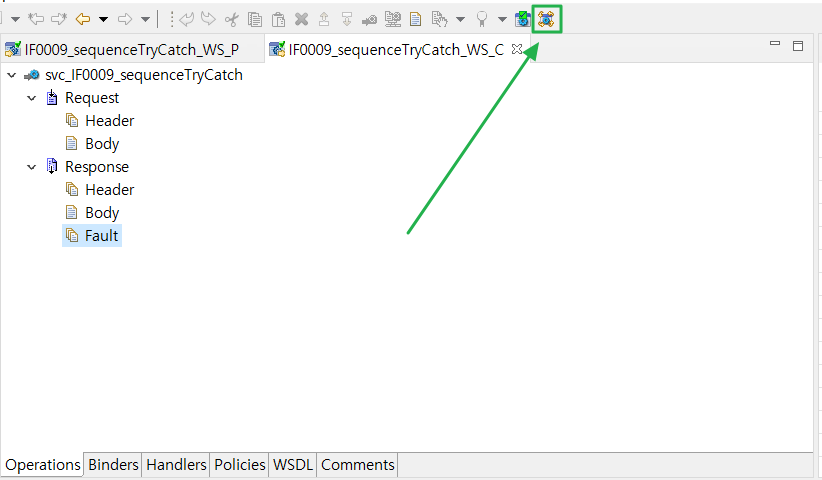 IF0009_sequenceTryCatch_WS_P IF0009_sequenceTryCatch_WS_C
svc_IF0009_sequenceTryCatch
Request
Header
Body
Response
Header
Body
Fault
Operations Binders Handlers Policies WSDL Comments